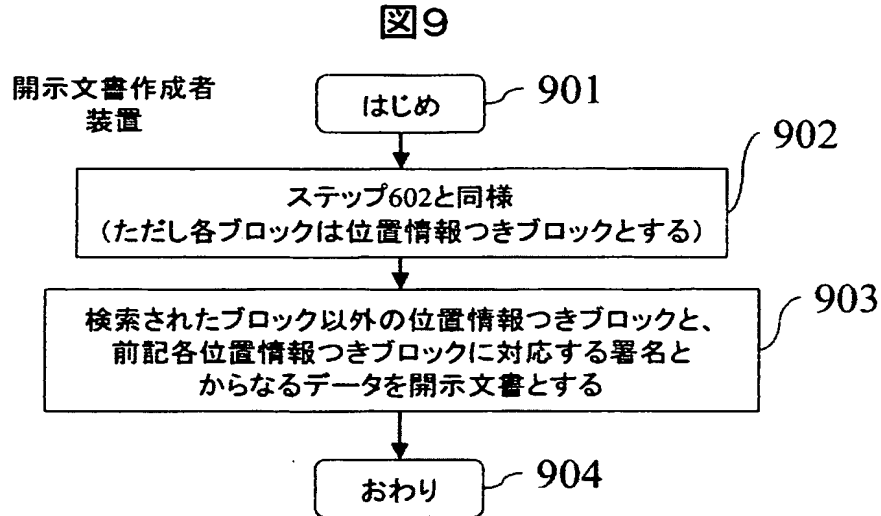 図9
開示文書作成者
装置
はじめ
901
902
ステップ602と同様
(ただし各ブロックは位置情報つきブロックとする)
903
検索されたブロック以外の位置情報つきブロックと、
前記各位置情報つきブロックに対応する署名と
からなるデータを開示文書とする
おわり
904